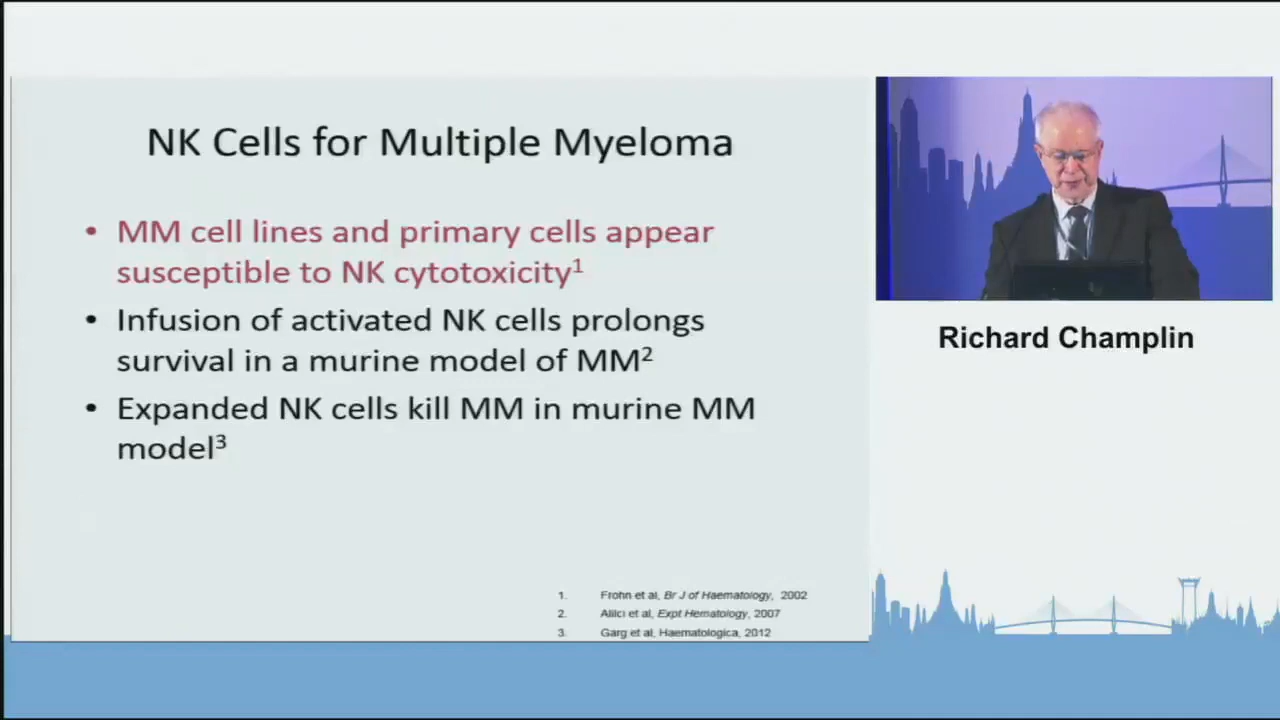 NK Cells for Multiple Myeloma
• MM cell lines and primary cells appear
susceptible to NK cytotoxicity¹
• Infusion of activated NK cells prolongs
survival in a murine model of MM²
• Expanded NK cells kill MM in murine MM
model³
1. Frohn et al, Br J of Haematology, 2002
2. Alici et al, Expt Hematology, 2007
3. Garg et al, Haematologica, 2012
Richard Champlin